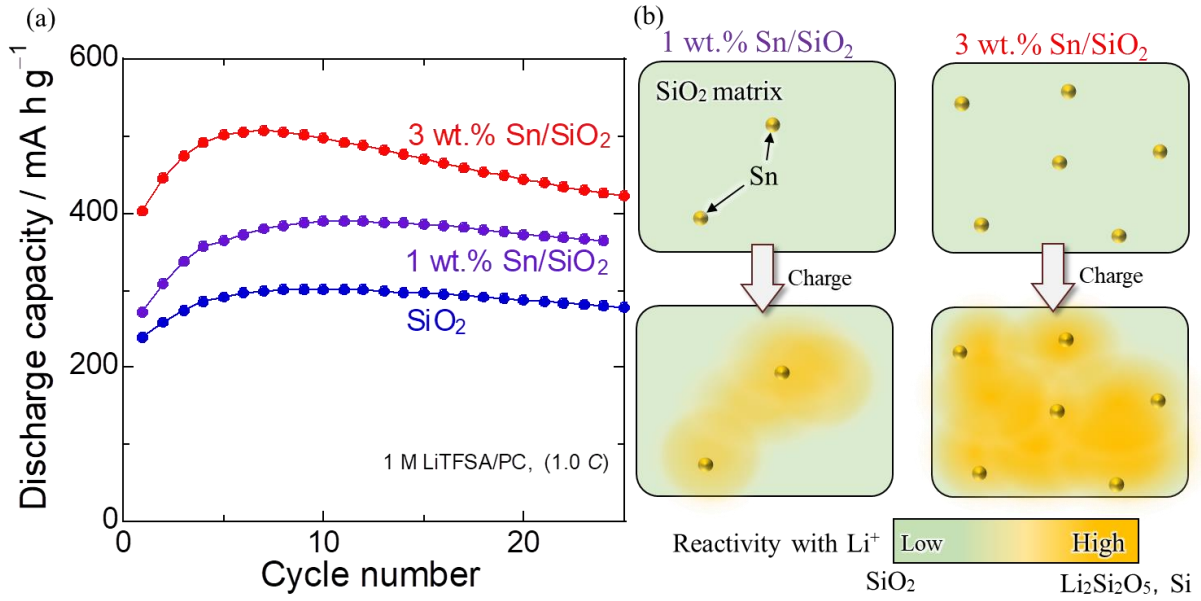 (a)
600
400
200
0
0
10
20
Discharge capacity / mA h g⁻¹
Cycle number
3 wt.% Sn/SiO₂
1 wt.% Sn/SiO₂
SiO₂
1 M LiTFSA/PC, (1.0 C)
(b)
1 wt.% Sn/SiO₂
3 wt.% Sn/SiO₂
SiO₂ matrix
Sn
Charge
Charge
Reactivity with Li⁺
Low
High
SiO₂
Li₂Si₂O₅, Si